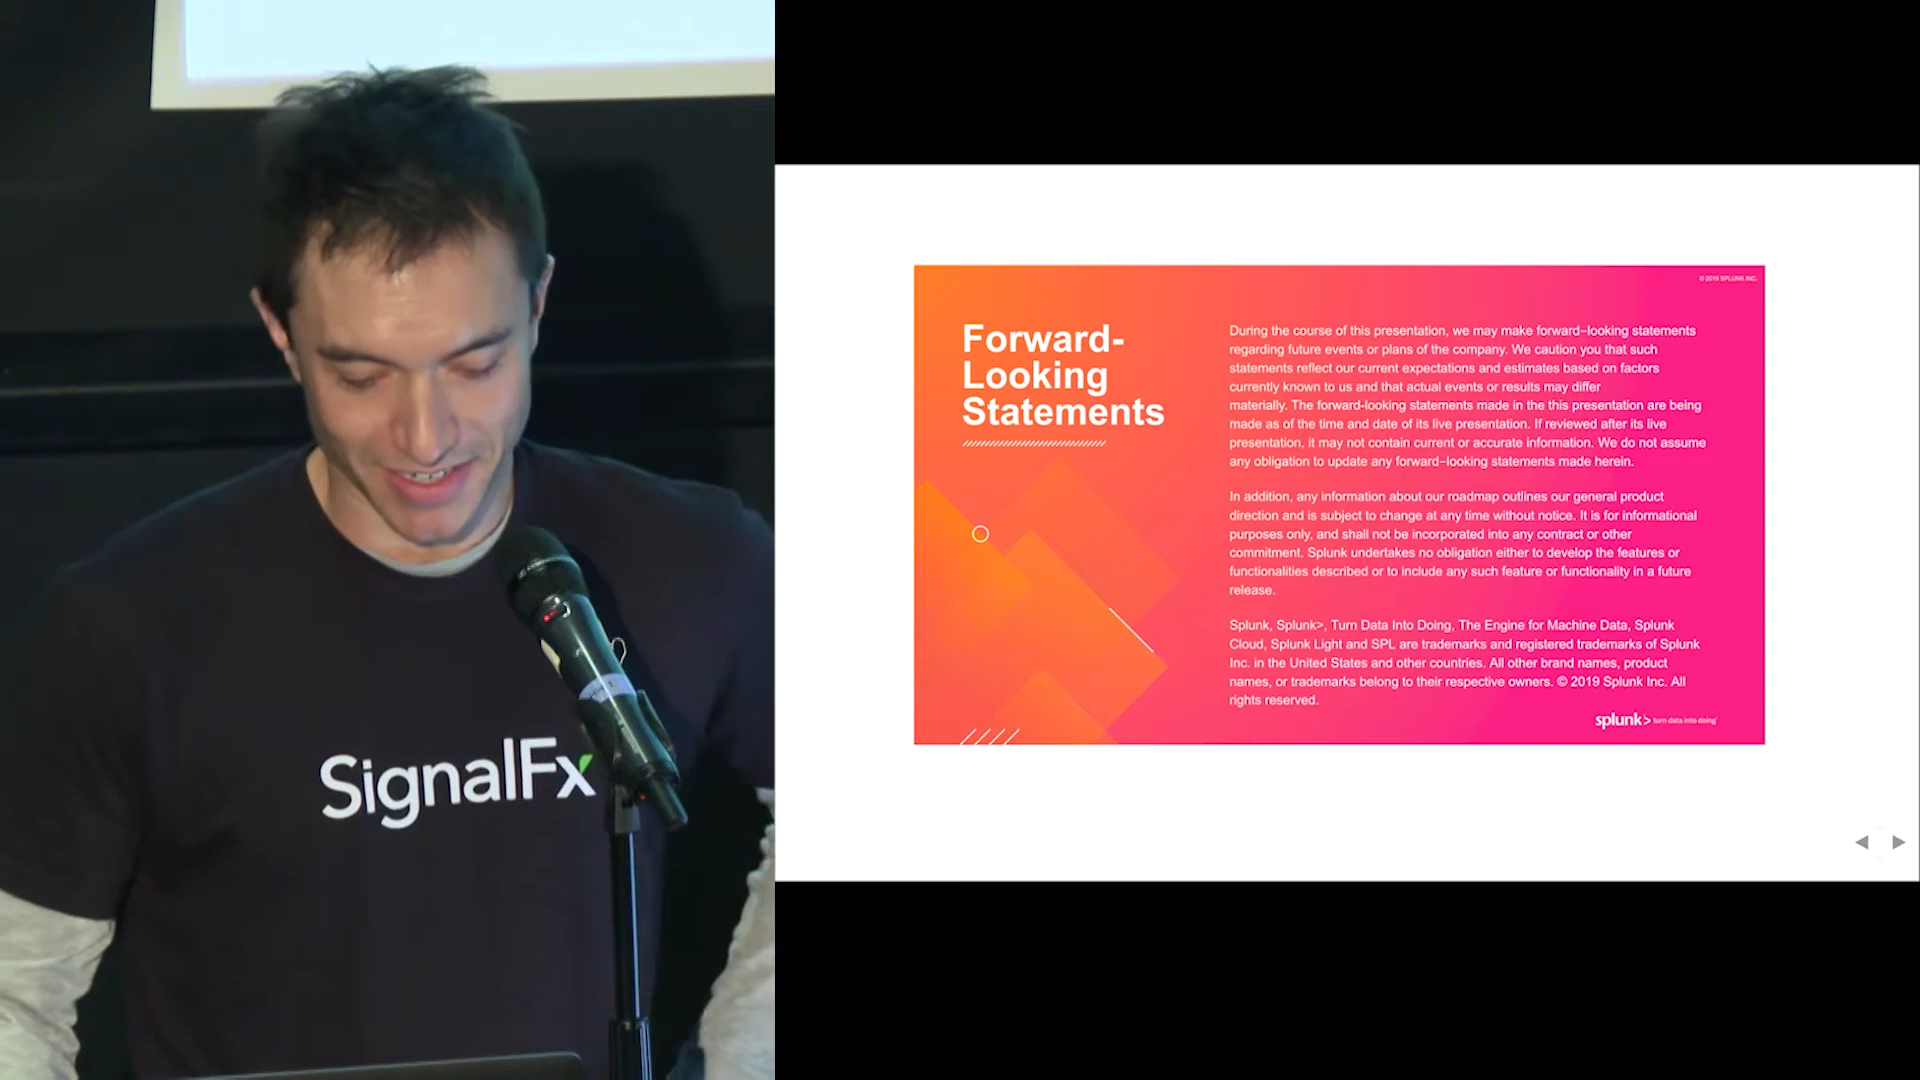 SignalFx
© 2019 SPLUNK INC.
Forward-
Looking
Statements
During the course of this presentation, we may make forward–looking statements
regarding future events or plans of the company. We caution you that such
statements reflect our current expectations and estimates based on factors
currently known to us and that actual events or results may differ
materially. The forward-looking statements made in the this presentation are being
made as of the time and date of its live presentation. If reviewed after its live
presentation, it may not contain current or accurate information. We do not assume
any obligation to update any forward–looking statements made herein.
In addition, any information about our roadmap outlines our general product
direction and is subject to change at any time without notice. It is for informational
purposes only, and shall not be incorporated into any contract or other
commitment. Splunk undertakes no obligation either to develop the features or
functionalities described or to include any such feature or functionality in a future
release.
Splunk, Splunk>, Turn Data Into Doing, The Engine for Machine Data, Splunk
Cloud, Splunk Light and SPL are trademarks and registered trademarks of Splunk
Inc. in the United States and other countries. All other brand names, product
names, or trademarks belong to their respective owners. © 2019 Splunk Inc. All
rights reserved.
splunk> turn data into doing